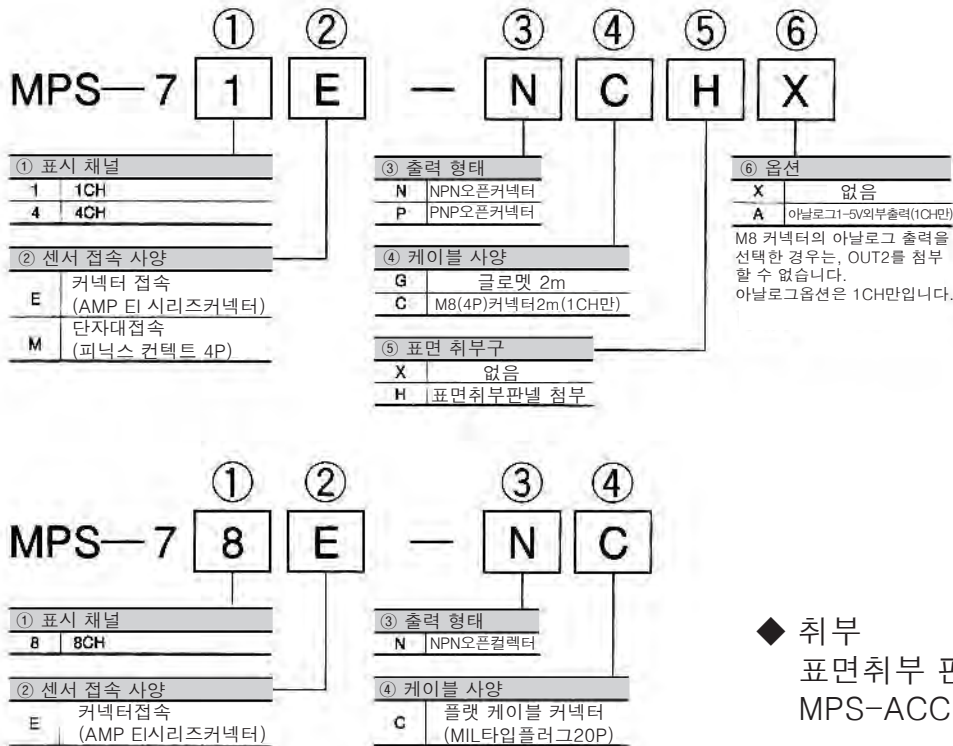 ① ② ③ ④ ⑤ ⑥
MPS—7 1 E — N C H X
① 표시 채널
1 1CH
4 4CH
② 센서 접속 사양
E 커넥터 접속
(AMP EI 시리즈커넥터)
M 단자대접속
(피닉스 컨텍트 4P)
③ 출력 형태
N NPN오픈커넥터
P PNP오픈커넥터
④ 케이블 사양
G 글로멧 2m
C M8(4P)커넥터2m(1CH만)
⑤ 표면 취부구
X 없음
H 표면취부판넬 첨부
⑥ 옵션
X 없음
A 아날로그1-5V외부출력(1CH만)
M8 커넥터의 아날로그 출력을
선택한 경우는, OUT2를 첨부
할 수 없습니다.
아날로그옵션은 1CH만입니다.
① ② ③ ④
MPS—7 8 E — N C
① 표시 채널
8 8CH
② 센서 접속 사양
E 커넥터접속
(AMP EI시리즈커넥터)
③ 출력 형태
N NPN오픈컬렉터
④ 케이블 사양
C 플랫 케이블 커넥터
(MIL타입플러그20P)
◆ 취부
표면취부
MPS-ACC